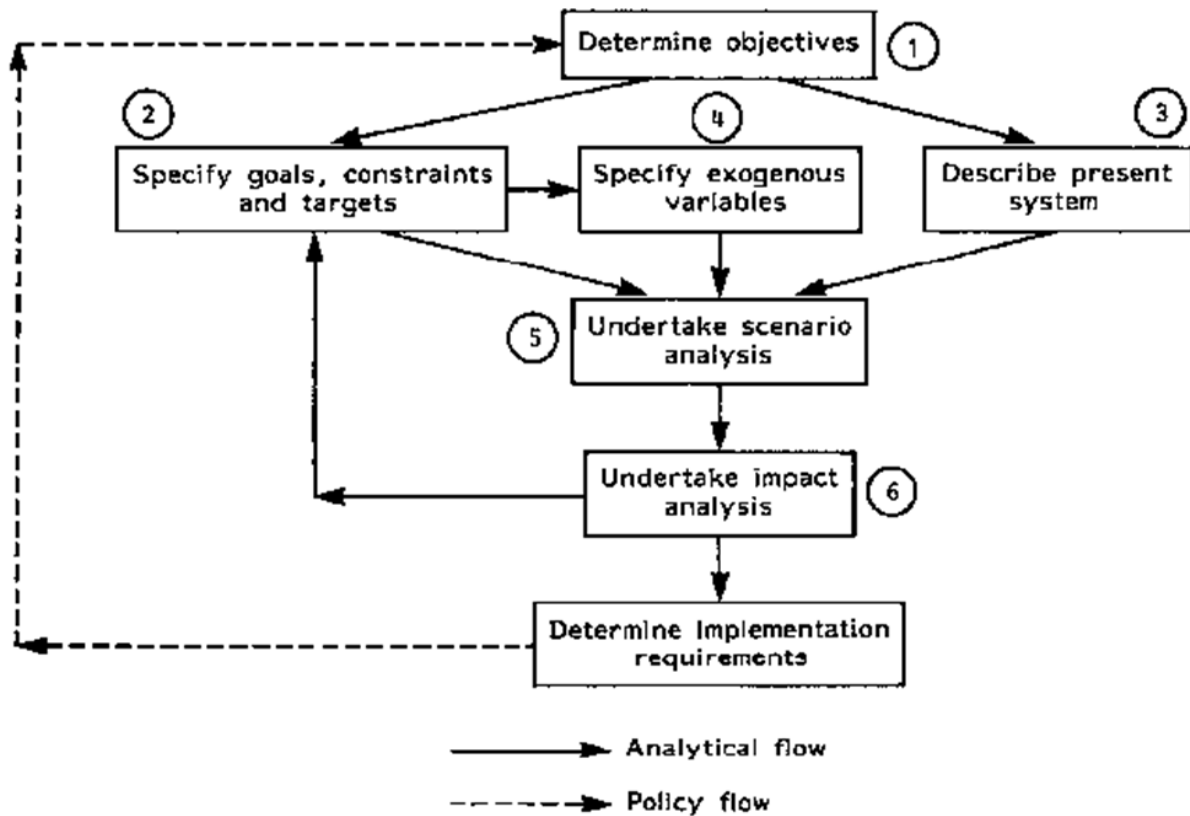 Determine objectives
1
2
4
3
Specify goals, constraints
and targets
Specify exogenous
variables
Describe present
system
5
Undertake scenario
analysis
Undertake impact
analysis
6
Determine implementation
requirements
Analytical flow
Policy flow